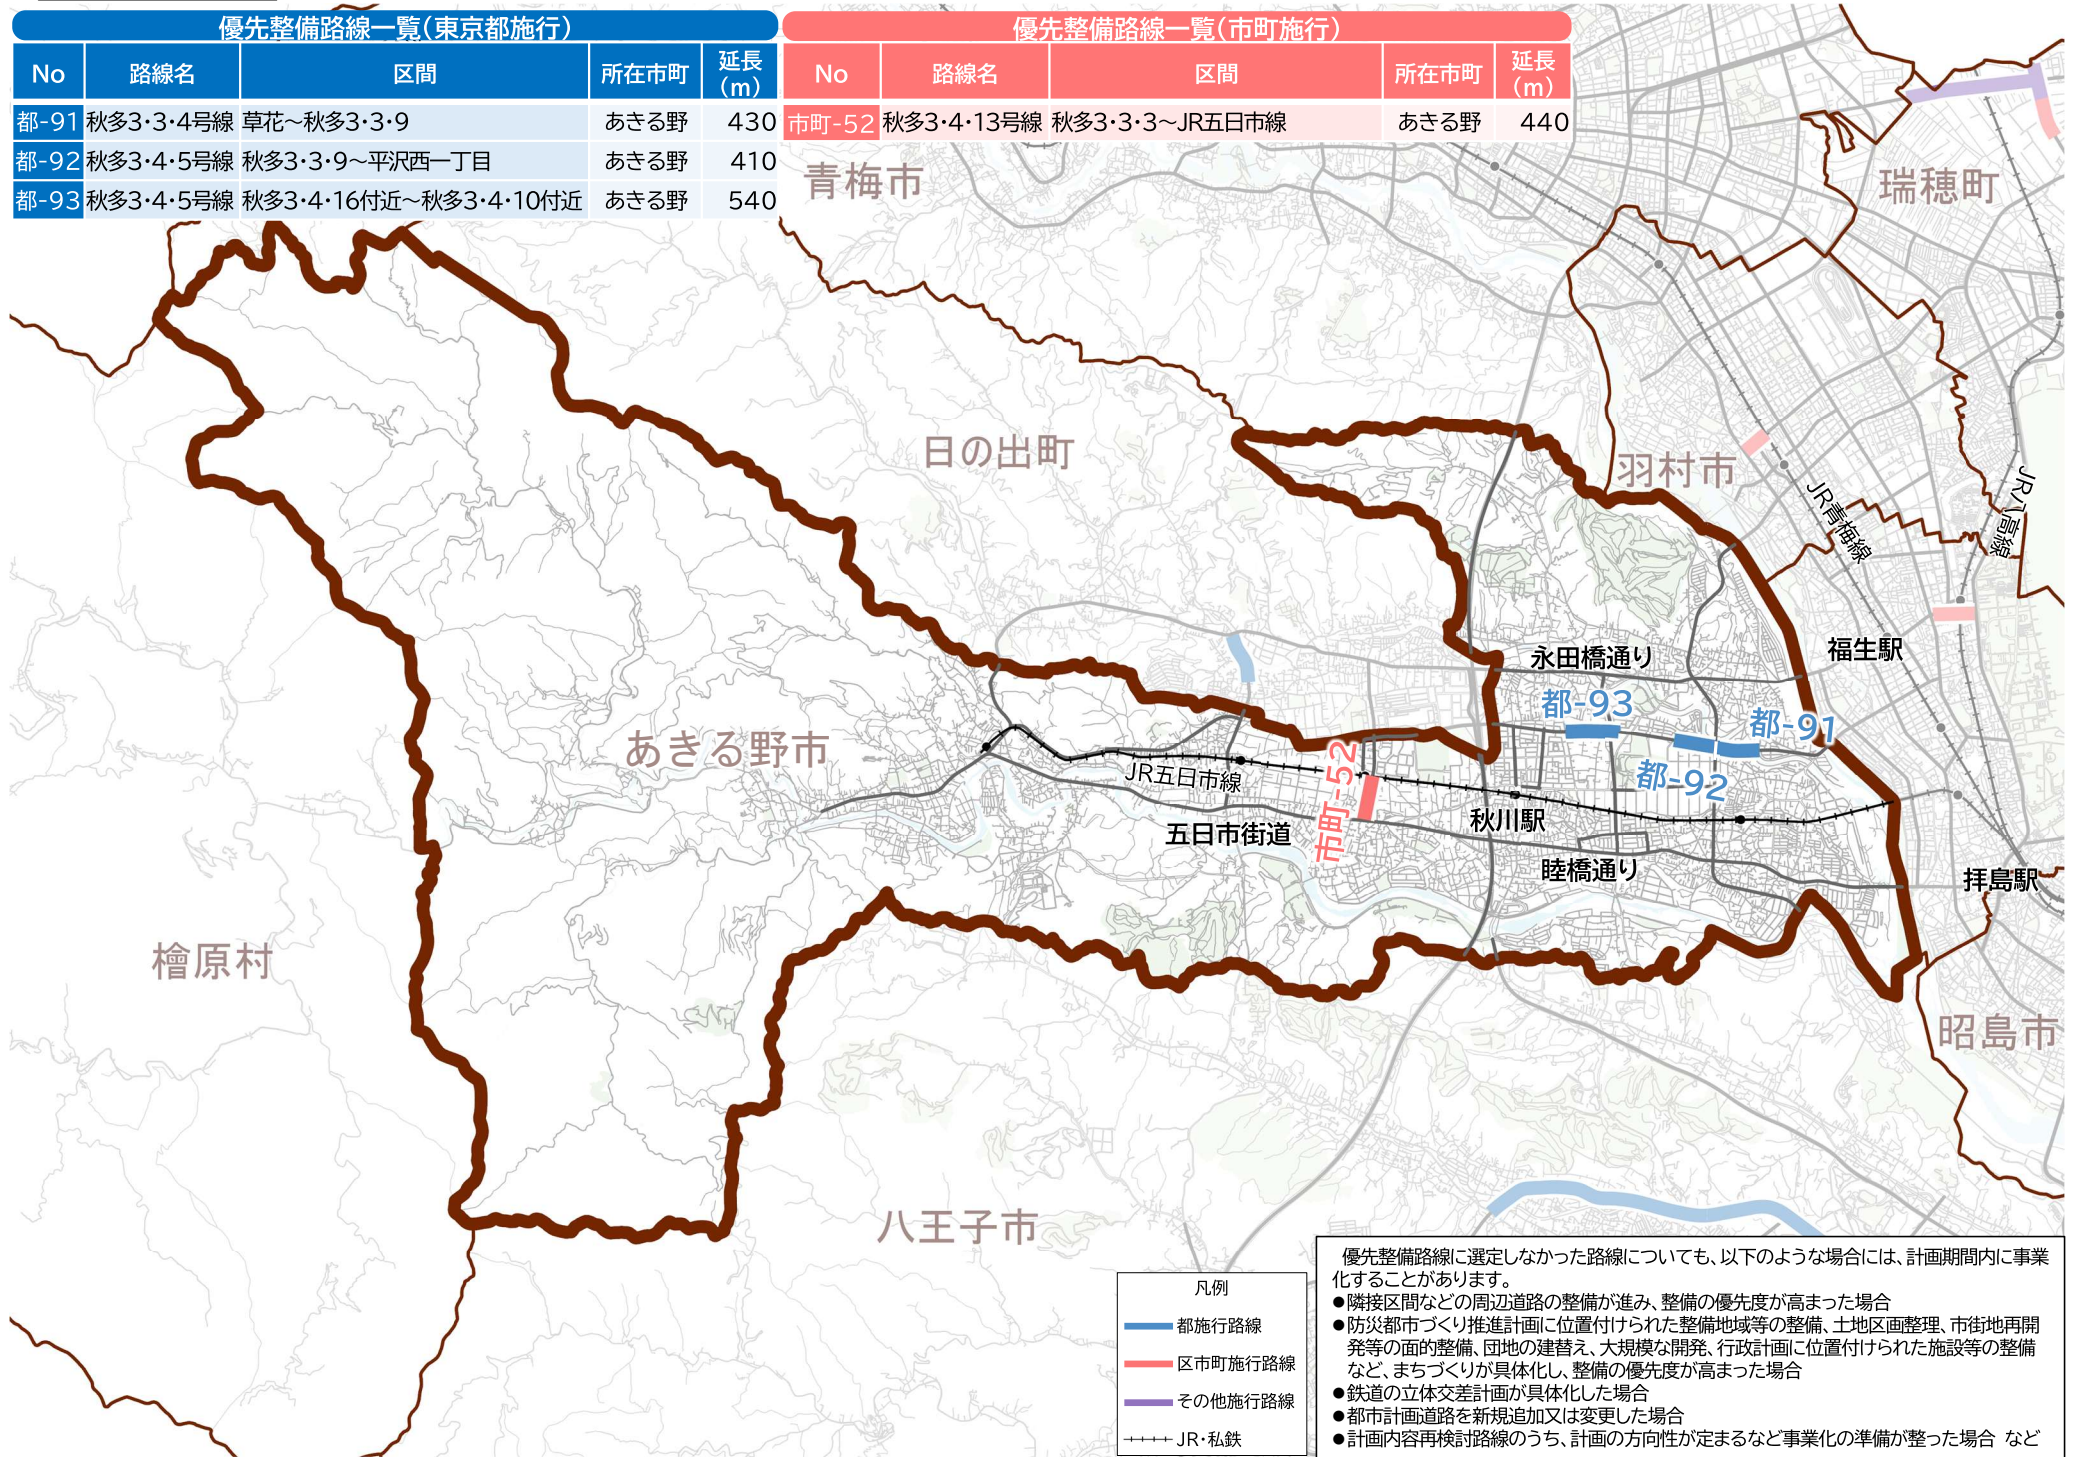 優先整備路線一覧(東京都施行)
No 路線名 区間 所在市町 延長(m)
都-91 秋多3・3・4号線 草花～秋多3・3・9 あきる野 430
都-92 秋多3・4・5号線 秋多3・3・9～平沢西一丁目 あきる野 410
都-93 秋多3・4・5号線 秋多3・4・16付近～秋多3・4・10付近 あきる野 540
優先整備路線一覧(市町施行)
No 路線名 区間 所在市町 延長(m)
市町-52 秋多3・4・13号線 秋多3・3・3～JR五日市線 あきる野 440
青梅市
瑞穂町
日の出町
羽村市
JR青梅線
JR八高線
福生駅
永田橋通り
都-93
都-91
都-92
あきる野市
JR五日市線
市町-52
秋川駅
五日市街道
睦橋通り
拝島駅
檜原村
昭島市
八王子市
凡例
都施行路線
区市町施行路線
その他施行路線
JR・私鉄
優先整備路線に選定しなかった路線についても、以下のような場合には、計画期間内に事業
化することがあります。
●隣接区間などの周辺道路の整備が進み、整備の優先度が高まった場合
●防災都市づくり推進計画に位置付けられた整備地域等の整備、土地区画整理、市街地再開
発等の面的整備、団地の建替え、大規模な開発、行政計画に位置付けられた施設等の整備
など、まちづくりが具体化し、整備の優先度が高まった場合
●鉄道の立体交差計画が具体化した場合
●都市計画道路を新規追加又は変更した場合
●計画内容再検討路線のうち、計画の方向性が定まるなど事業化の準備が整った場合 など